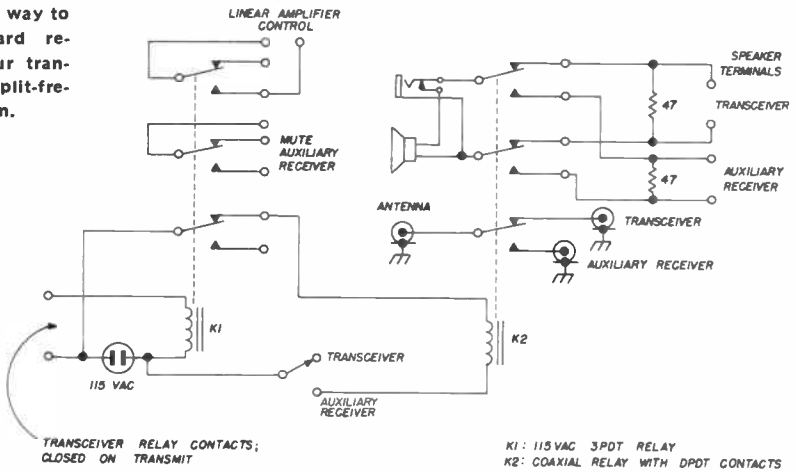 way to
ard re-
ur tran-
plit-fre-
n.
LINEAR AMPLIFIER
CONTROL
MUTE
AUXILIARY
RECEIVER
K1
115 VAC
TRANSCEIVER
AUXILIARY
RECEIVER
TRANSCEIVER RELAY CONTACTS;
CLOSED ON TRANSMIT
SPEAKER
TERMINALS
47
TRANSCEIVER
47
AUXILIARY
RECEIVER
ANTENNA
TRANSCEIVER
AUXILIARY RECEIVER
K2
K1: 115VAC 3PDT RELAY
K2: COAXIAL RELAY WITH DPDT CONTACTS